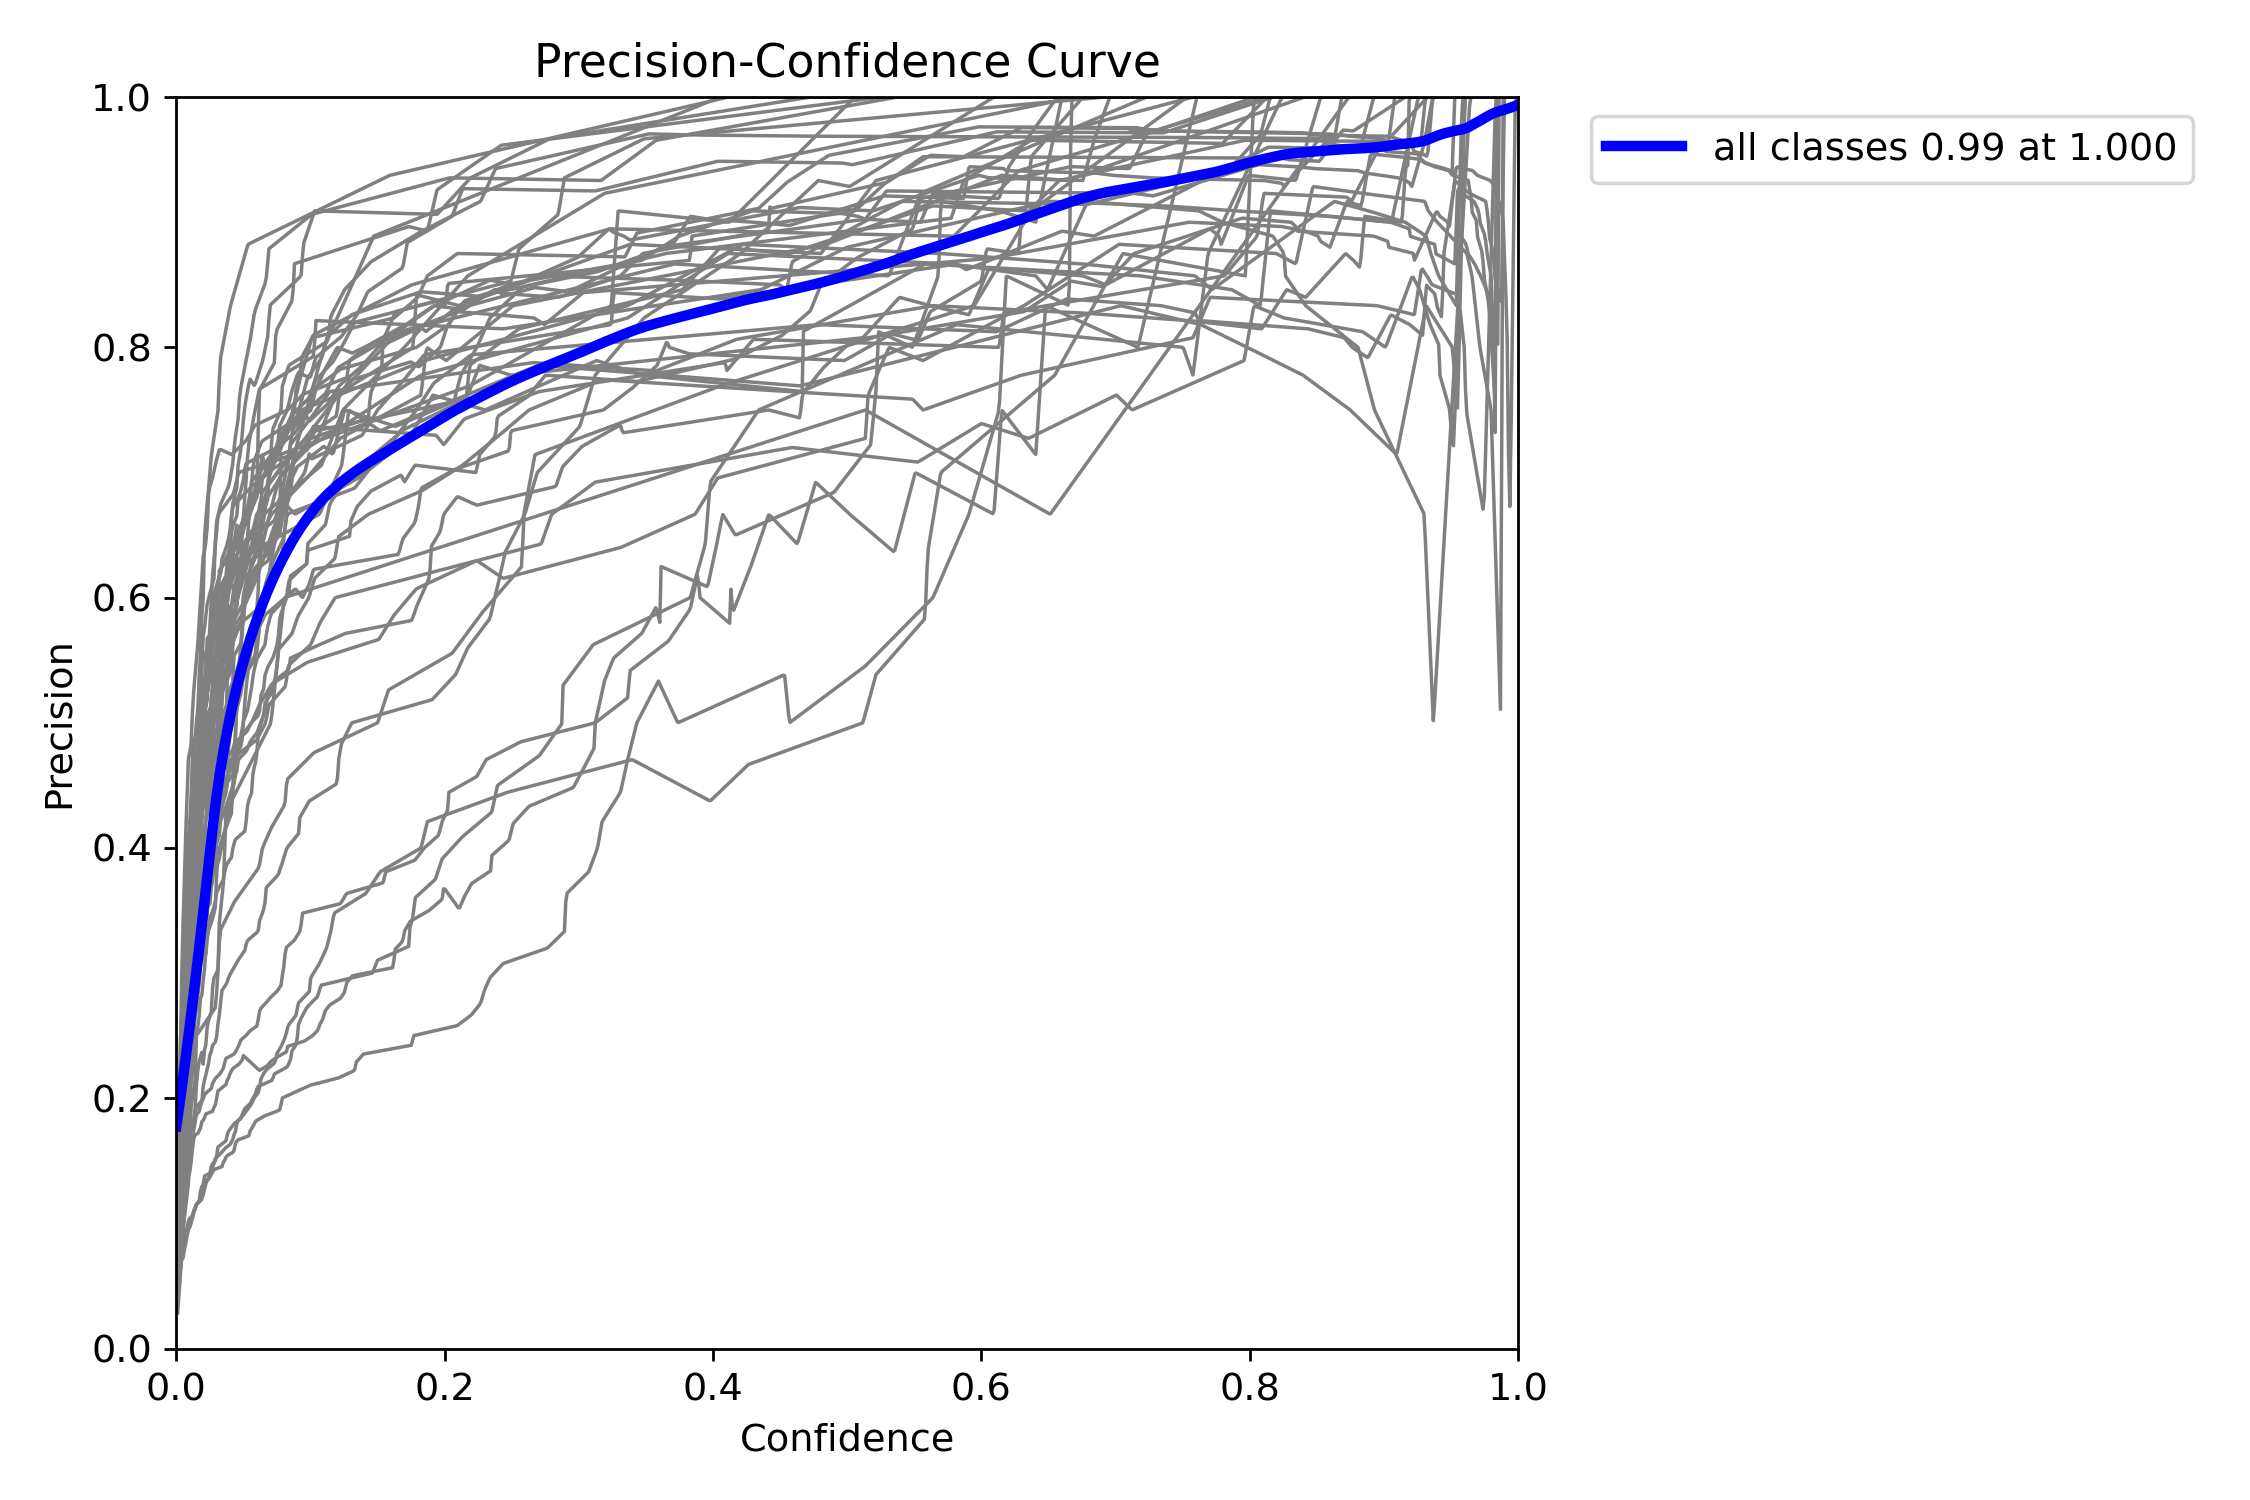 Precision-Confidence Curve
all classes 0.99 at 1.000
Precision
1.0
0.8
0.6
0.4
0.2
0.0
0.0 0.2 0.4 0.6 0.8 1.0
Confidence